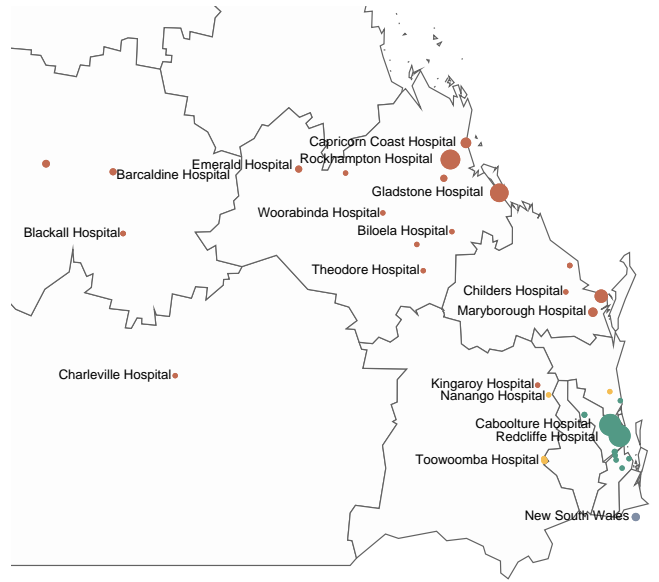 Capricorn Coast Hospital
Rockhampton Hospital
Emerald Hospital
Barcaldine Hospital
Gladstone Hospital
Woorabinda Hospital
Blackall Hospital
Biloela Hospital
Theodore Hospital
Childers Hospital
Maryborough Hospital
Charleville Hospital
Kingaroy Hospital
Nanango Hospital
Caboolture Hospital
Redcliffe Hospital
Toowoomba Hospital
New South Wales